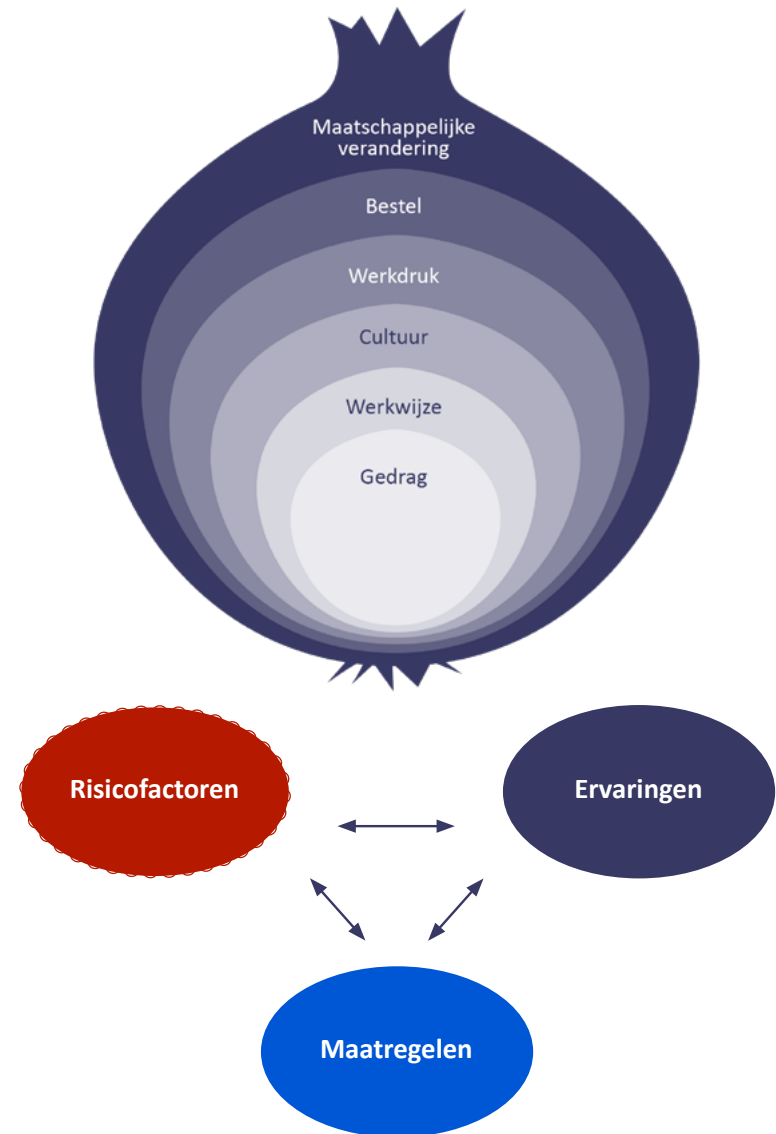 Maatschappelijke
verandering
Bestel
Werkdruk
Cultuur
Werkwijze
Gedrag
Risicofactoren
Ervaringen
Maatregelen